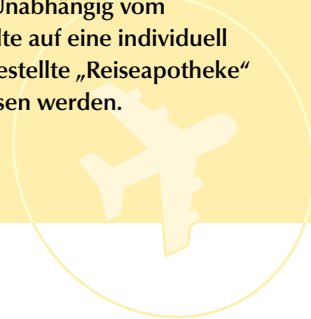 Unabhängig vom
lte auf eine individuell
estellte „Reiseapotheke“
sen werden.